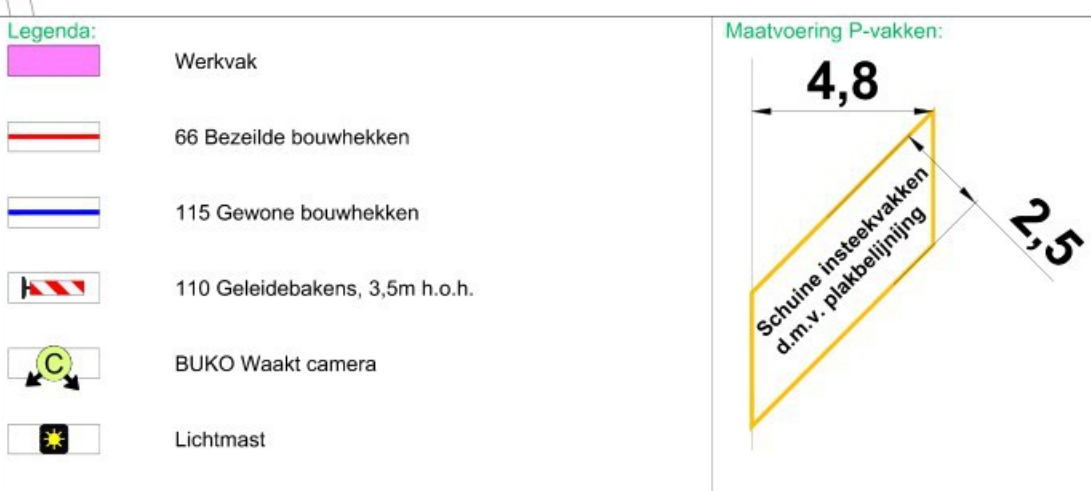 Legenda:
Werkvak
66 Bezeilde bouwhekken
115 Gewone bouwhekken
110 Geleidebakens, 3,5m h.o.h.
C
BUKO Waakt camera
Lichtmast
Maatvoering P-vakken:
4,8
2,5
Schuine insteekvakken
d.m.v. plakbelijnijng